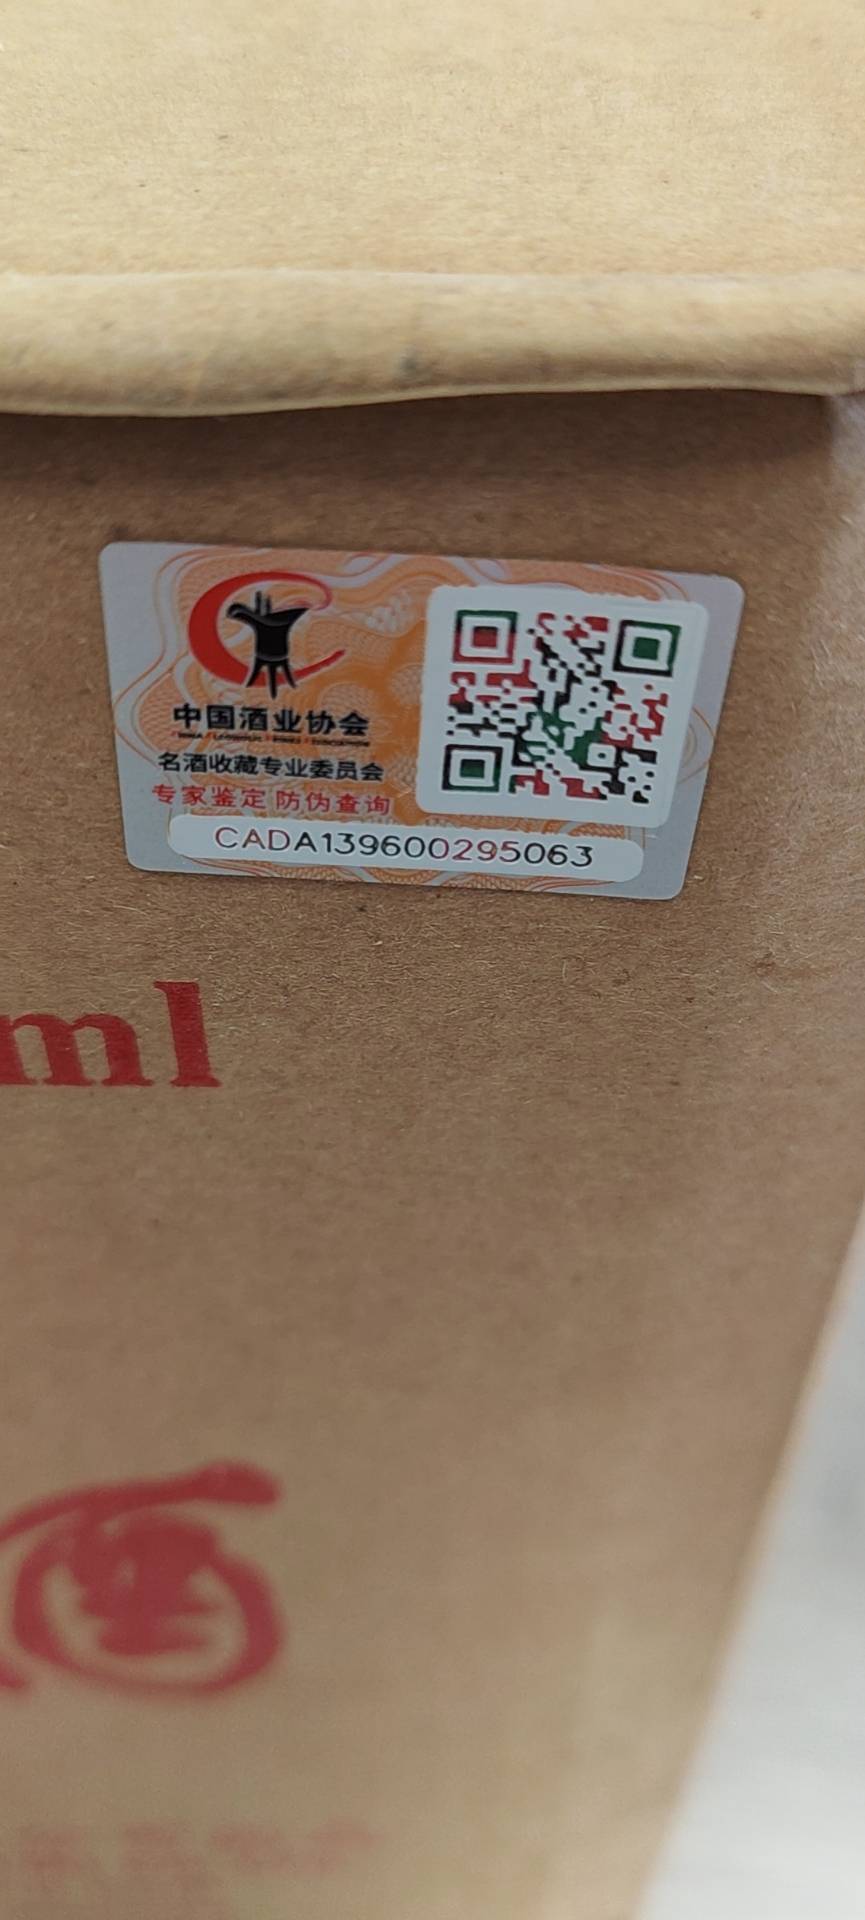 中国酒业协会
名酒收藏专业委员会
专家鉴定 防伪查询
CADA139600295063
ml
酒